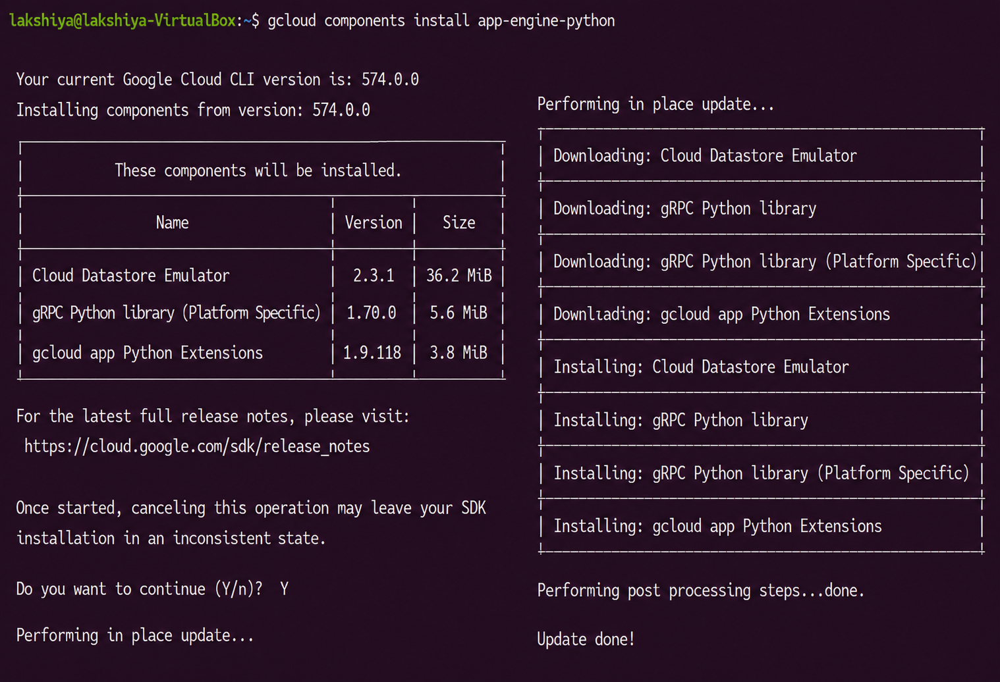 lakshiya@lakshiya-VirtualBox:~$ gcloud components install app-engine-python
Your current Google Cloud CLI version is: 574.0.0
Installing components from version: 574.0.0
These components will be installed.
Name Version Size
Cloud Datastore Emulator 2.3.1 36.2 MiB
gRPC Python library (Platform Specific) 1.70.0 5.6 MiB
gcloud app Python Extensions 1.9.118 3.8 MiB
For the latest full release notes, please visit:
https://cloud.google.com/sdk/release_notes
Once started, canceling this operation may leave your SDK
installation in an inconsistent state.
Do you want to continue (Y/n)? Y
Performing in place update...
Performing in place update...
Downloading: Cloud Datastore Emulator
Downloading: gRPC Python library
Downloading: gRPC Python library (Platform Specific)
Downlıading: gcloud app Python Extensions
Installing: Cloud Datastore Emulator
Installing: gRPC Python library
Installing: gRPC Python library (Platform Specific)
Installing: gcloud app Python Extensions
Performing post processing steps...done.
Update done!